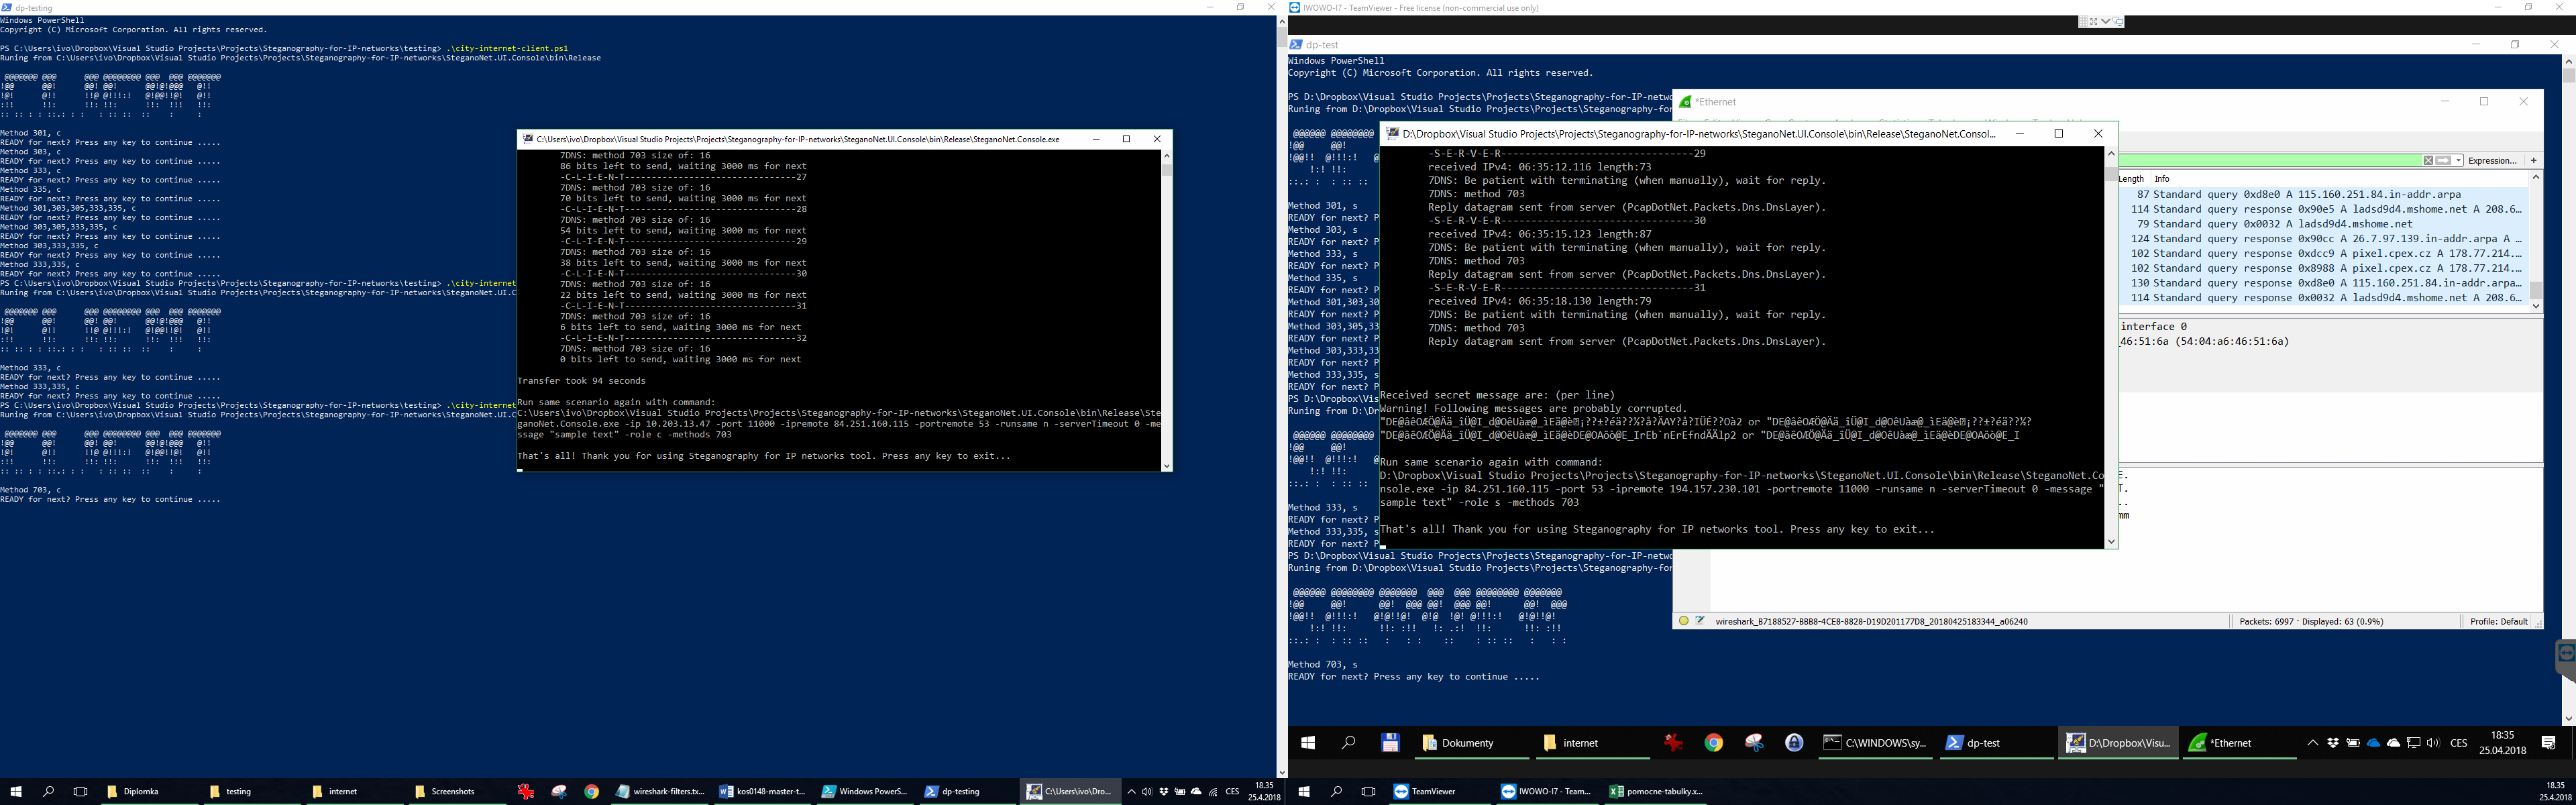 dp-testing
Windows PowerShell
Copyright (C) Microsoft Corporation. All rights reserved.
PS C:\Users\ivo\Dropbox\Visual Studio Projects\Projects\Steganography-for-IP-networks\testing> .\city-internet-client.ps1
Runing from C:\Users\ivo\Dropbox\Visual Studio Projects\Projects\Steganography-for-IP-networks\SteganoNet.UI.Console\bin\Release
Method 301, c
READY for next? Press any key to continue .....
Method 303, c
READY for next? Press any key to continue .....
Method 333, c
READY for next? Press any key to continue .....
Method 335, c
READY for next? Press any key to continue .....
Method 301,303,305,333,335, c
READY for next? Press any key to continue .....
Method 303,305,333,335, c
READY for next? Press any key to continue .....
Method 303,333,335, c
READY for next? Press any key to continue .....
Method 333,335, c
READY for next? Press any key to continue .....
PS C:\Users\ivo\Dropbox\Visual Studio Projects\Projects\Steganography-for-IP-networks\testing> .\city-internet
Runing from C:\Users\ivo\Dropbox\Visual Studio Projects\Projects\Steganography-for-IP-networks\SteganoNet.UI.C
Method 333, c
READY for next? Press any key to continue .....
Method 333,335, c
READY for next? Press any key to continue .....
PS C:\Users\ivo\Dropbox\Visual Studio Projects\Projects\Steganography-for-IP-networks\testing> .\city-internet
Runing from C:\Users\ivo\Dropbox\Visual Studio Projects\Projects\Steganography-for-IP-networks\SteganoNet.UI.C
Method 703, c
READY for next? Press any key to continue .....
C:\Users\ivo\Dropbox\Visual Studio Projects\Projects\Steganography-for-IP-networks\SteganoNet.UI.Console\bin\Release\SteganoNet.Console.exe
7DNS: method 703 size of: 16
86 bits left to send, waiting 3000 ms for next
-C-L-I-E-N-T--------------------------------27
7DNS: method 703 size of: 16
70 bits left to send, waiting 3000 ms for next
-C-L-I-E-N-T--------------------------------28
7DNS: method 703 size of: 16
54 bits left to send, waiting 3000 ms for next
-C-L-I-E-N-T--------------------------------29
7DNS: method 703 size of: 16
38 bits left to send, waiting 3000 ms for next
-C-L-I-E-N-T--------------------------------30
7DNS: method 703 size of: 16
22 bits left to send, waiting 3000 ms for next
-C-L-I-E-N-T--------------------------------31
7DNS: method 703 size of: 16
6 bits left to send, waiting 3000 ms for next
-C-L-I-E-N-T--------------------------------32
7DNS: method 703 size of: 16
0 bits left to send, waiting 3000 ms for next
Transfer took 94 seconds
Run same scenario again with command:
C:\Users\ivo\Dropbox\Visual Studio Projects\Projects\Steganography-for-IP-networks\SteganoNet.UI.Console\bin\Release\Ste
ganoNet.Console.exe -ip 10.203.13.47 -port 11000 -ipremote 84.251.160.115 -portremote 53 -runsame n -serverTimeout 0 -me
ssage "sample text" -role c -methods 703
That's all! Thank you for using Steganography for IP networks tool. Press any key to exit...
Diplomka
testing
internet
Screenshots
wireshark-filters.tx...
kos0148-master-t...
Windows PowerS...
dp-testing
C:\Users\ivo\Dro...
CES
18.35
25.4.2018
IWOWO-I7 - TeamViewer - Free license (non-commercial use only)
dp-test
Windows PowerShell
Copyright (C) Microsoft Corporation. All rights reserved.
PS D:\Dropbox\Visual Studio Projects\Projects\Steganography-for-IP-netw
Runing from D:\Dropbox\Visual Studio Projects\Projects\Steganography-for
Method 301, s
READY for next? P
Method 303, s
READY for next? P
Method 333, s
READY for next? P
Method 335, s
READY for next? P
Method 301,303,30
READY for next? P
Method 303,305,33
READY for next? P
Method 303,333,33
READY for next? P
Method 333,335, s
READY for next? P
PS D:\Dropbox\Vis
Runing from D:\Dr
Method 333, s
READY for next? P
Method 333,335, s
READY for next? P
PS D:\Dropbox\Visual Studio Projects\Projects\Steganography-for-IP-netw
Runing from D:\Dropbox\Visual Studio Projects\Projects\Steganography-for
Method 703, s
READY for next? Press any key to continue .....
*Ethernet
D:\Dropbox\Visual Studio Projects\Projects\Steganography-for-IP-networks\SteganoNet.UI.Console\bin\Release\SteganoNet.Consol...
-S-E-R-V-E-R--------------------------------29
received IPv4: 06:35:12.116 length:73
7DNS: Be patient with terminating (when manually), wait for reply.
7DNS: method 703
Reply datagram sent from server (PcapDotNet.Packets.Dns.DnsLayer).
-S-E-R-V-E-R--------------------------------30
received IPv4: 06:35:15.123 length:87
7DNS: Be patient with terminating (when manually), wait for reply.
7DNS: method 703
Reply datagram sent from server (PcapDotNet.Packets.Dns.DnsLayer).
-S-E-R-V-E-R--------------------------------31
received IPv4: 06:35:18.130 length:79
7DNS: Be patient with terminating (when manually), wait for reply.
7DNS: method 703
Reply datagram sent from server (PcapDotNet.Packets.Dns.DnsLayer).
Received secret message are: (per line)
Warning! Following messages are probably corrupted.
Run same scenario again with command:
D:\Dropbox\Visual Studio Projects\Projects\Steganography-for-IP-networks\SteganoNet.UI.Console\bin\Release\SteganoNet.Co
nsole.exe -ip 84.251.160.115 -port 53 -ipremote 194.157.230.101 -portremote 11000 -runsame n -serverTimeout 0 -message "
sample text" -role s -methods 703
That's all! Thank you for using Steganography for IP networks tool. Press any key to exit...
Expression...
Length Info
87 Standard query 0xd8e0 A 115.160.251.84.in-addr.arpa
114 Standard query response 0x90e5 A ladsd9d4.mshome.net A 208.6...
79 Standard query 0x0032 A ladsd9d4.mshome.net
124 Standard query response 0x90cc A 26.7.97.139.in-addr.arpa A ...
102 Standard query response 0xdcc9 A pixel.cpex.cz A 178.77.214....
102 Standard query response 0x8988 A pixel.cpex.cz A 178.77.214....
130 Standard query response 0xd8e0 A 115.160.251.84.in-addr.arpa...
114 Standard query response 0x0032 A ladsd9d4.mshome.net A 208.6...
interface 0
_46:51:6a (54:04:a6:46:51:6a)
E.
T.
..
mm
wireshark_B7188527-BBB8-4CE8-8828-D19D201177D8_20180425183344_a06240
Packets: 6997 · Displayed: 63 (0.9%)
Profile: Default
Dokumenty
internet
C:\WINDOWS\sy...
dp-test
D:\Dropbox\Visu...
*Ethernet
CES
18:35
25.04.2018
TeamViewer
IWOWO-I7 - Team...
pomocne-tabulky.x...
CES
18.35
25.4.2018